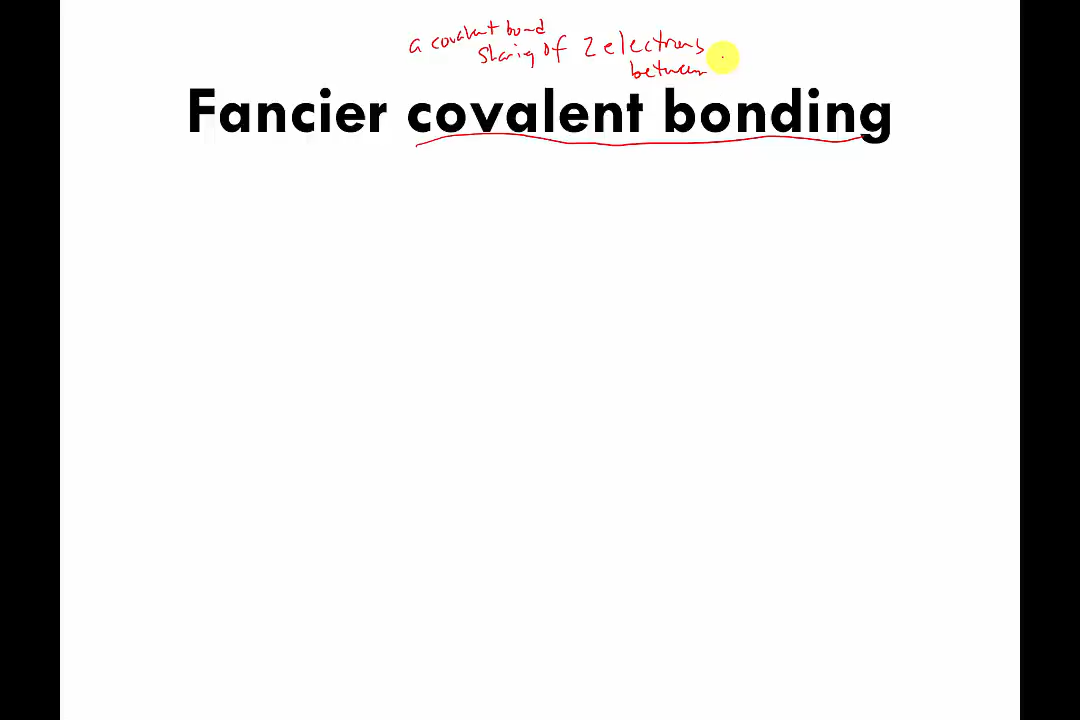 a covalent bond
sharing of 2 electrons
between
Fancier covalent bonding